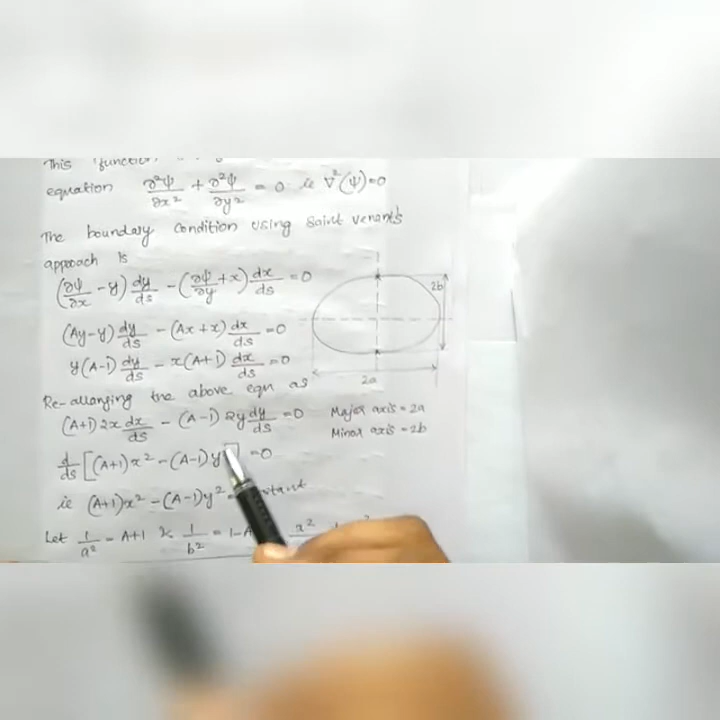 This function
equation ∂²ψ/∂x² + ∂²ψ/∂y² = 0 ie ∇²(ψ)=0
The boundary condition using Saint Venant's
approach is
(∂ψ/∂x - y) dy/ds - (∂ψ/∂y + x) dx/ds = 0
(Ay-y) dy/ds - (Ax+x) dx/ds = 0
y(A-1) dy/ds - x(A+1) dx/ds = 0
2b
2a
Re-arranging the above equn as
(A+1) 2x dx/ds - (A-1) 2y dy/ds = 0
Major axis = 2a
Minor axis = 2b
d/ds [(A+1)x² - (A-1)y²] = 0
ie (A+1)x² - (A-1)y² =
Let 1/a² = A+1 & 1/b² = 1-A x²